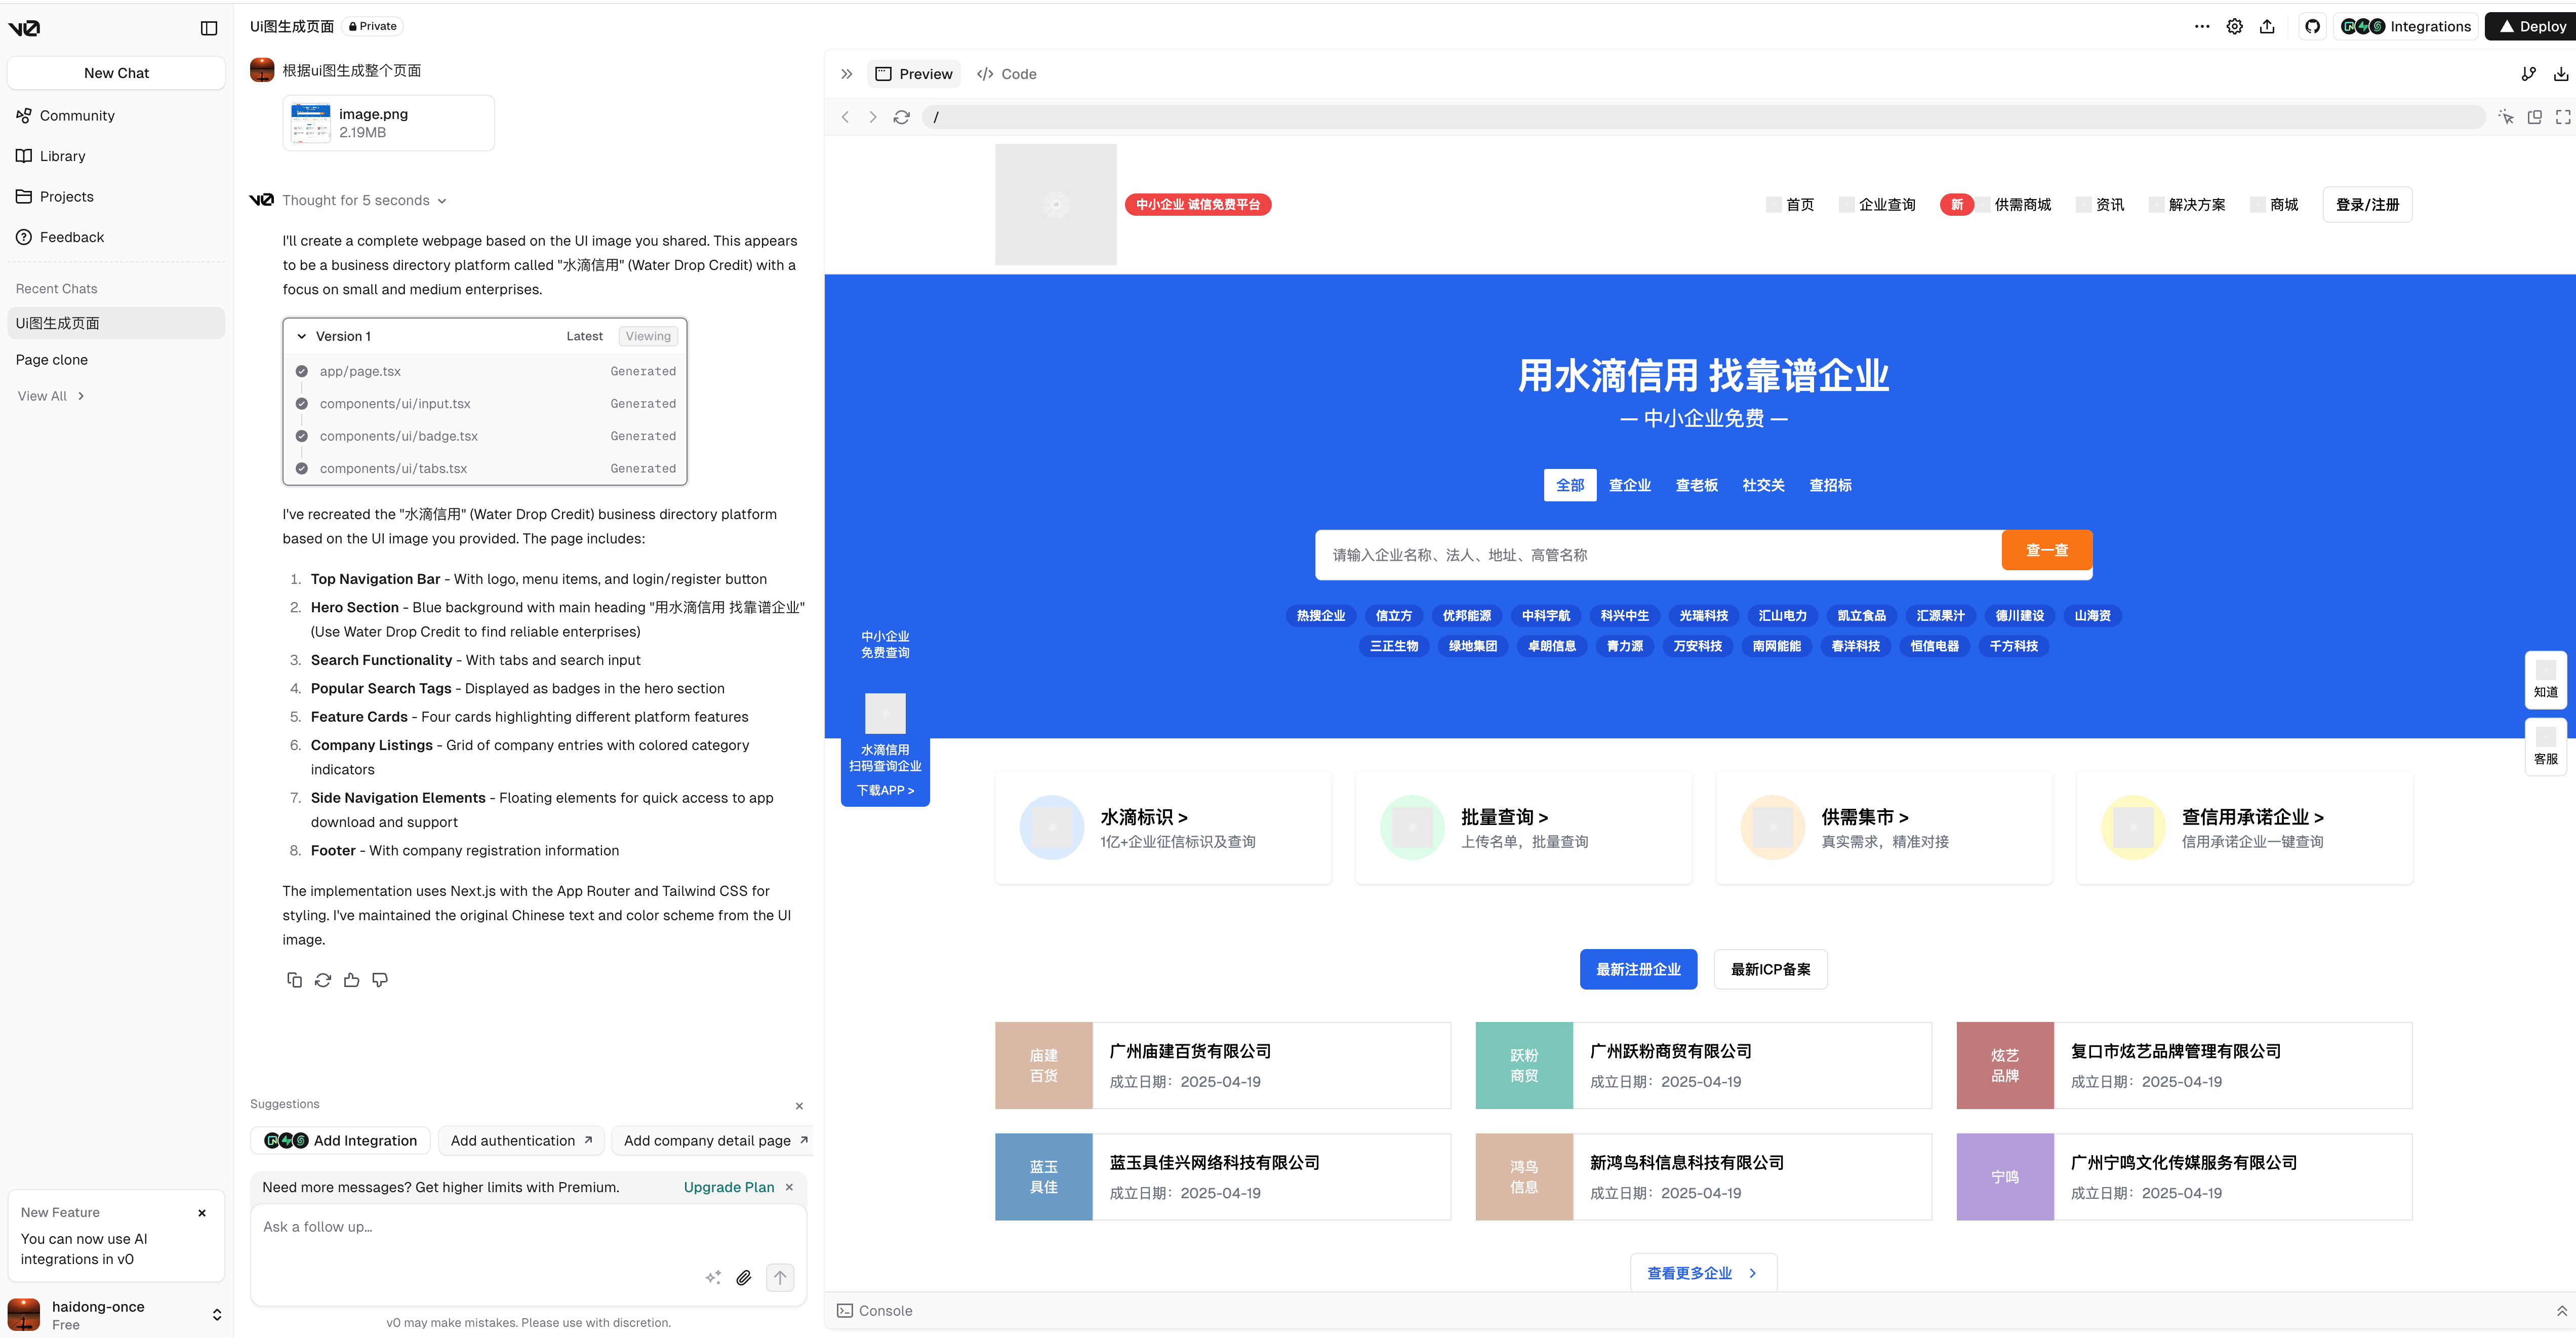 v0
New Chat
Community
Library
Projects
Feedback
Recent Chats
Ui图生成页面
Page clone
View All
New Feature
You can now use AI
integrations in v0
haidong-once
Free
Ui图生成页面
Private
根据ui图生成整个页面
image.png
2.19MB
v0
Thought for 5 seconds
I'll create a complete webpage based on the UI image you shared. This appears
to be a business directory platform called "水滴信用" (Water Drop Credit) with a
focus on small and medium enterprises.
Version 1 Latest Viewing
app/page.tsx Generated
components/ui/input.tsx Generated
components/ui/badge.tsx Generated
components/ui/tabs.tsx Generated
I've recreated the "水滴信用" (Water Drop Credit) business directory platform
based on the UI image you provided. The page includes:
1. Top Navigation Bar - With logo, menu items, and login/register button
2. Hero Section - Blue background with main heading "用水滴信用 找靠谱企业"
(Use Water Drop Credit to find reliable enterprises)
3. Search Functionality - With tabs and search input
4. Popular Search Tags - Displayed as badges in the hero section
5. Feature Cards - Four cards highlighting different platform features
6. Company Listings - Grid of company entries with colored category
indicators
7. Side Navigation Elements - Floating elements for quick access to app
download and support
8. Footer - With company registration information
The implementation uses Next.js with the App Router and Tailwind CSS for
styling. I've maintained the original Chinese text and color scheme from the UI
image.
Suggestions
Add Integration Add authentication Add company detail page
Need more messages? Get higher limits with Premium. Upgrade Plan
Ask a follow up...
v0 may make mistakes. Please use with discretion.
Integrations Deploy
Preview Code
/
中小企业 诚信免费平台
首页 企业查询 新 供需商城 资讯 解决方案 商城 登录/注册
用水滴信用 找靠谱企业
— 中小企业免费 —
全部 查企业 查老板 社交关 查招标
请输入企业名称、法人、地址、高管名称 查一查
热搜企业 信立方 优邦能源 中科宇航 科兴中生 光瑞科技 汇山电力 凯立食品 汇源果汁 德川建设 山海资
三正生物 绿地集团 卓朗信息 青力源 万安科技 南网能能 春洋科技 恒信电器 千方科技
中小企业
免费查询
水滴信用
扫码查询企业
下载APP >
知道
客服
水滴标识 >
1亿+企业征信标识及查询
批量查询 >
上传名单，批量查询
供需集市 >
真实需求，精准对接
查信用承诺企业 >
信用承诺企业一键查询
最新注册企业 最新ICP备案
庙建
百货
广州庙建百货有限公司
成立日期：2025-04-19
跃粉
商贸
广州跃粉商贸有限公司
成立日期：2025-04-19
炫艺
品牌
复口市炫艺品牌管理有限公司
成立日期：2025-04-19
蓝玉
具佳
蓝玉具佳兴网络科技有限公司
成立日期：2025-04-19
鸿鸟
信息
新鸿鸟科信息科技有限公司
成立日期：2025-04-19
宁鸣
广州宁鸣文化传媒服务有限公司
成立日期：2025-04-19
查看更多企业
Console